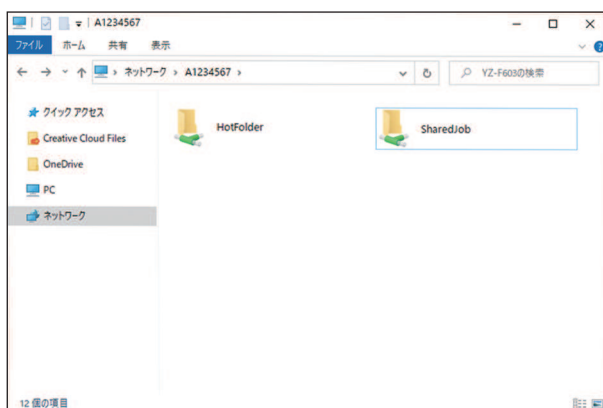 A1234567
ファイル ホーム 共有 表示
ネットワーク › A1234567 › YZ-F603の検索
クイック アクセス
Creative Cloud Files
OneDrive
PC
ネットワーク
HotFolder
SharedJob
12 個の項目